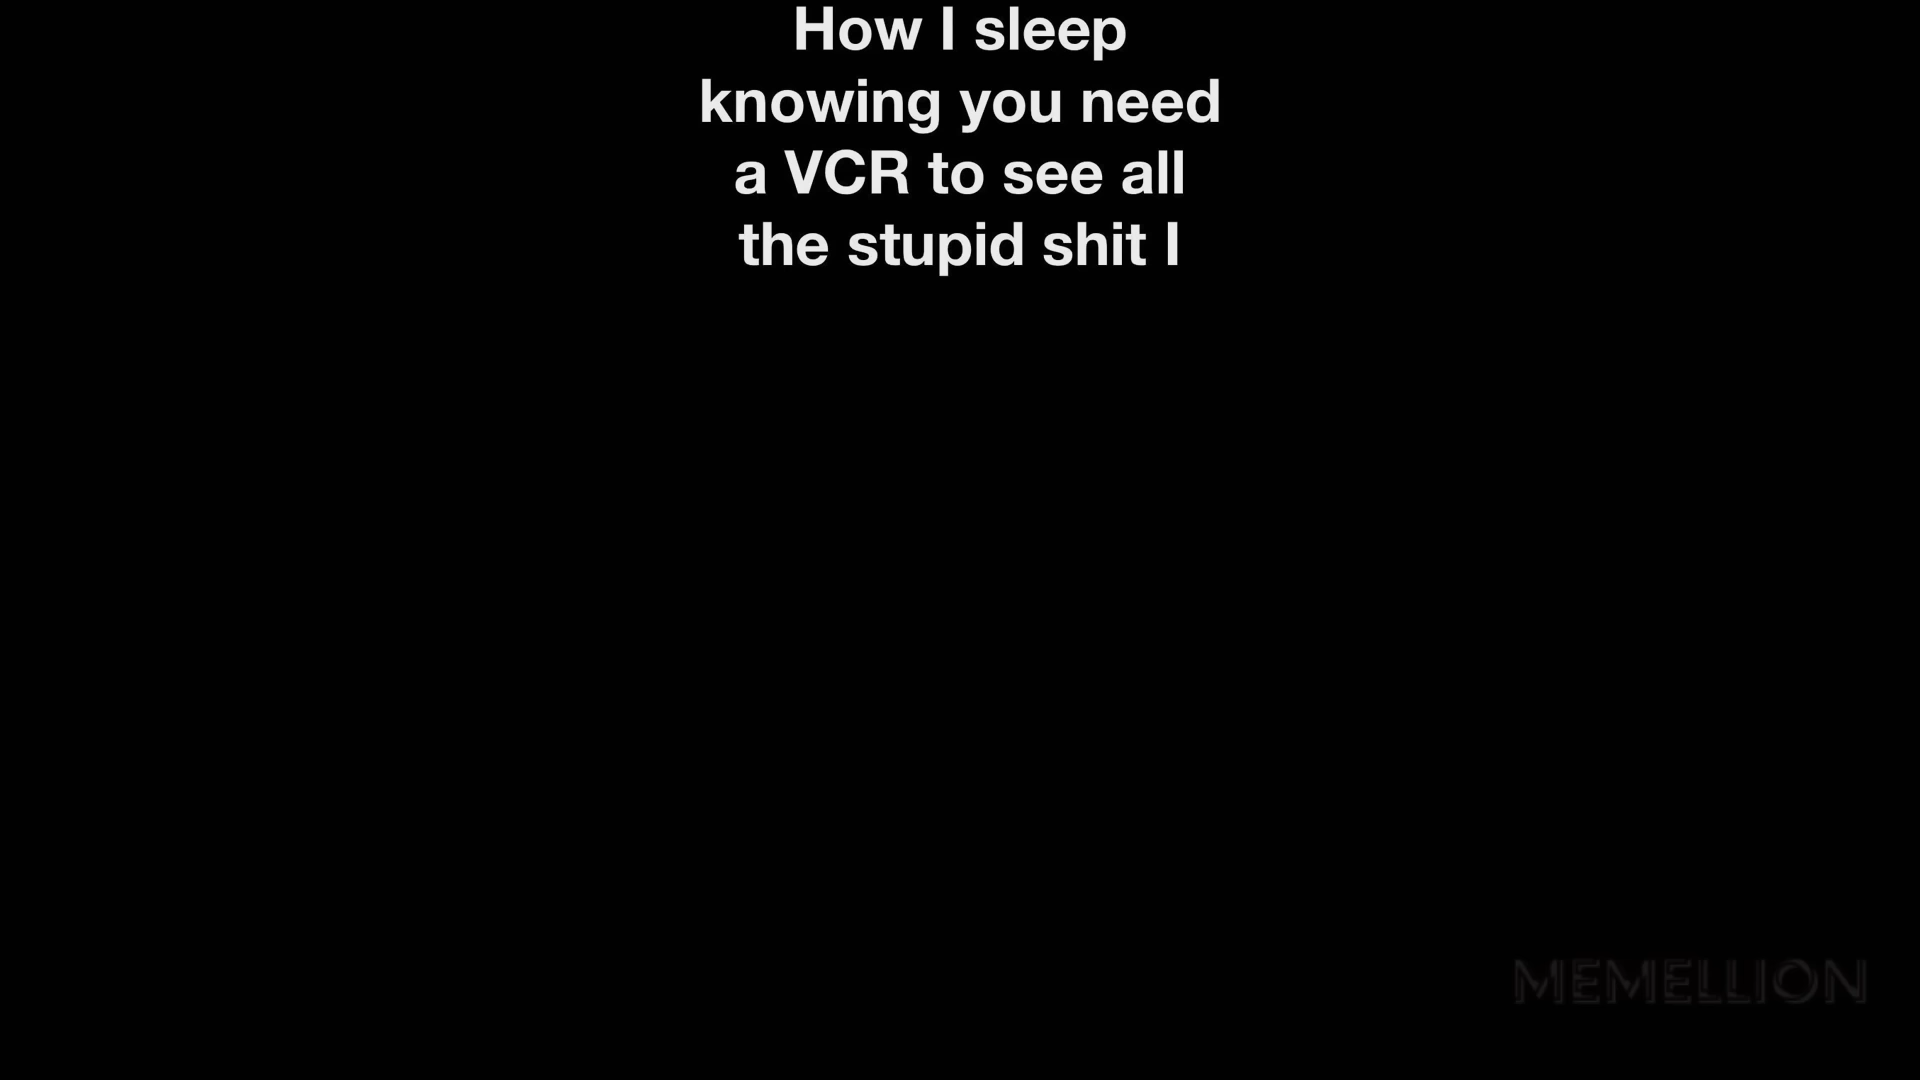 How I sleep
knowing you need
a VCR to see all
the stupid shit I
MEMELLION